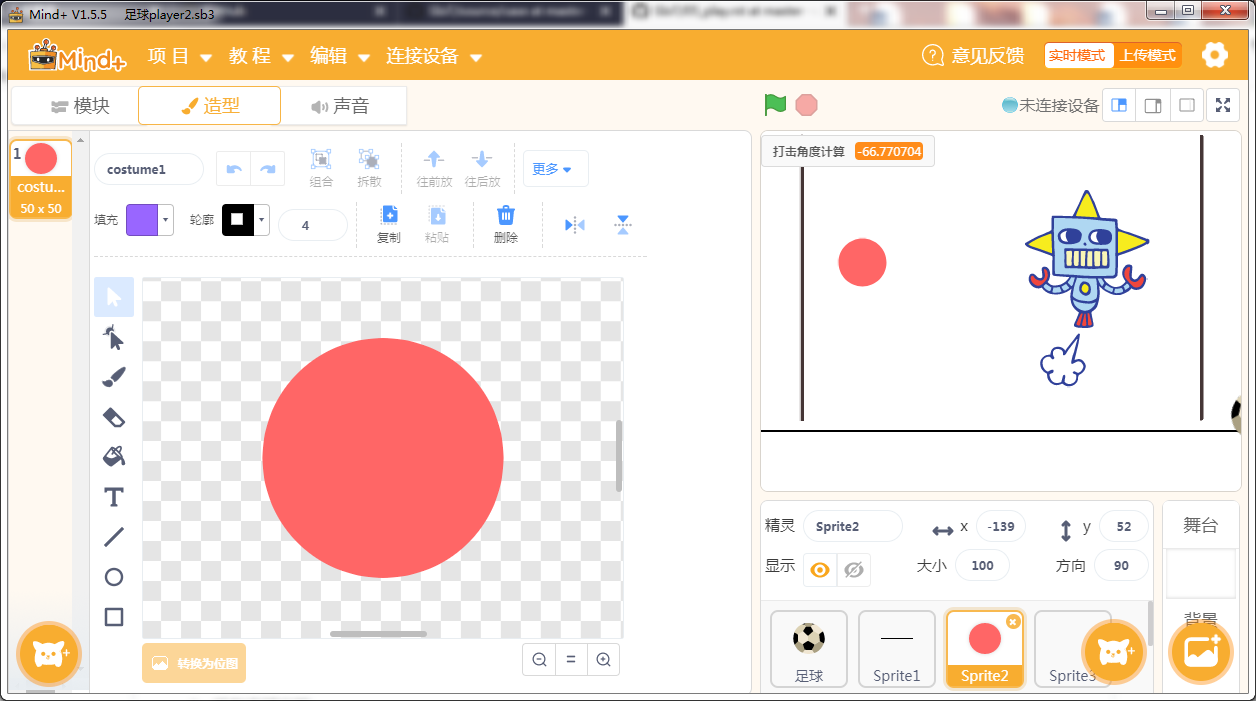 Mind+ V1.5.5 足球player2.sb3
Mind+ 项目 教程 编辑 连接设备 ? 意见反馈 实时模式 上传模式
模块 造型 声音 未连接设备
1
costu...
50 x 50
costume1 组合 拆散 往前放 往后放 更多
填充 轮廓 4 复制 粘贴 删除
T
转换为位图
打击角度计算 -66.770704
精灵 Sprite2 x -139 y 52
显示 大小 100 方向 90
足球 Sprite1 Sprite2 Sprite3
舞台
背景